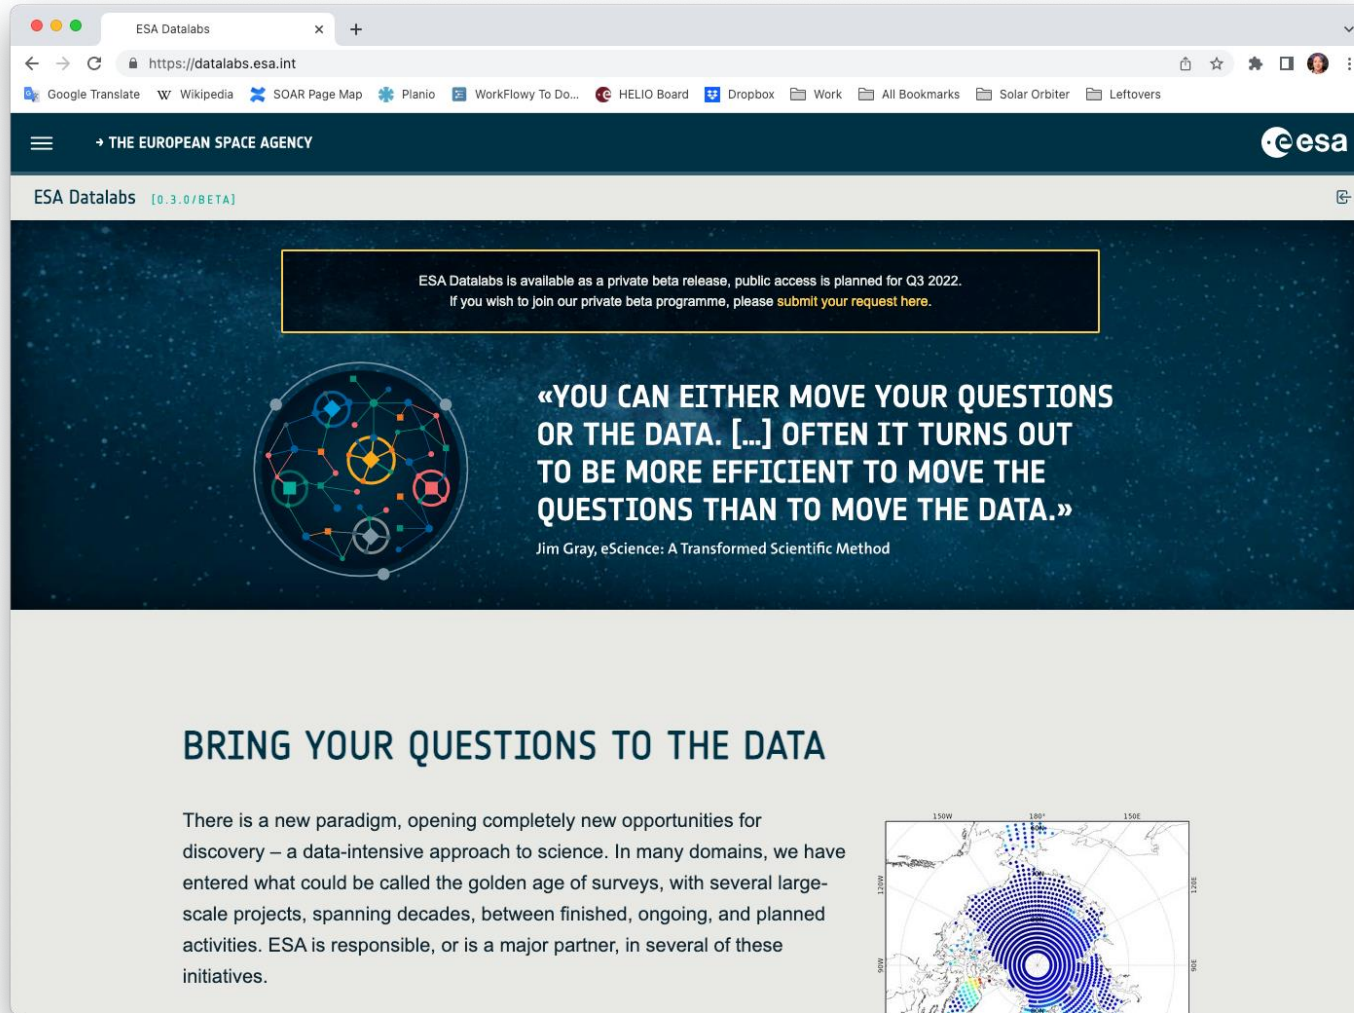 ESA Datalabs
https://datalabs.esa.int
Google Translate W Wikipedia SOAR Page Map Planio WorkFlowy To Do... HELIO Board Dropbox Work All Bookmarks Solar Orbiter Leftovers
→ THE EUROPEAN SPACE AGENCY
esa
ESA Datalabs [0.3.0/BETA]
ESA Datalabs is available as a private beta release, public access is planned for Q3 2022.
If you wish to join our private beta programme, please submit your request here.
«YOU CAN EITHER MOVE YOUR QUESTIONS
OR THE DATA. […] OFTEN IT TURNS OUT
TO BE MORE EFFICIENT TO MOVE THE
QUESTIONS THAN TO MOVE THE DATA.»
Jim Gray, eScience: A Transformed Scientific Method
BRING YOUR QUESTIONS TO THE DATA
There is a new paradigm, opening completely new opportunities for
discovery – a data-intensive approach to science. In many domains, we have
entered what could be called the golden age of surveys, with several large-
scale projects, spanning decades, between finished, ongoing, and planned
activities. ESA is responsible, or is a major partner, in several of these
initiatives.
150W 180° 150E
120W 120E
90W 90E